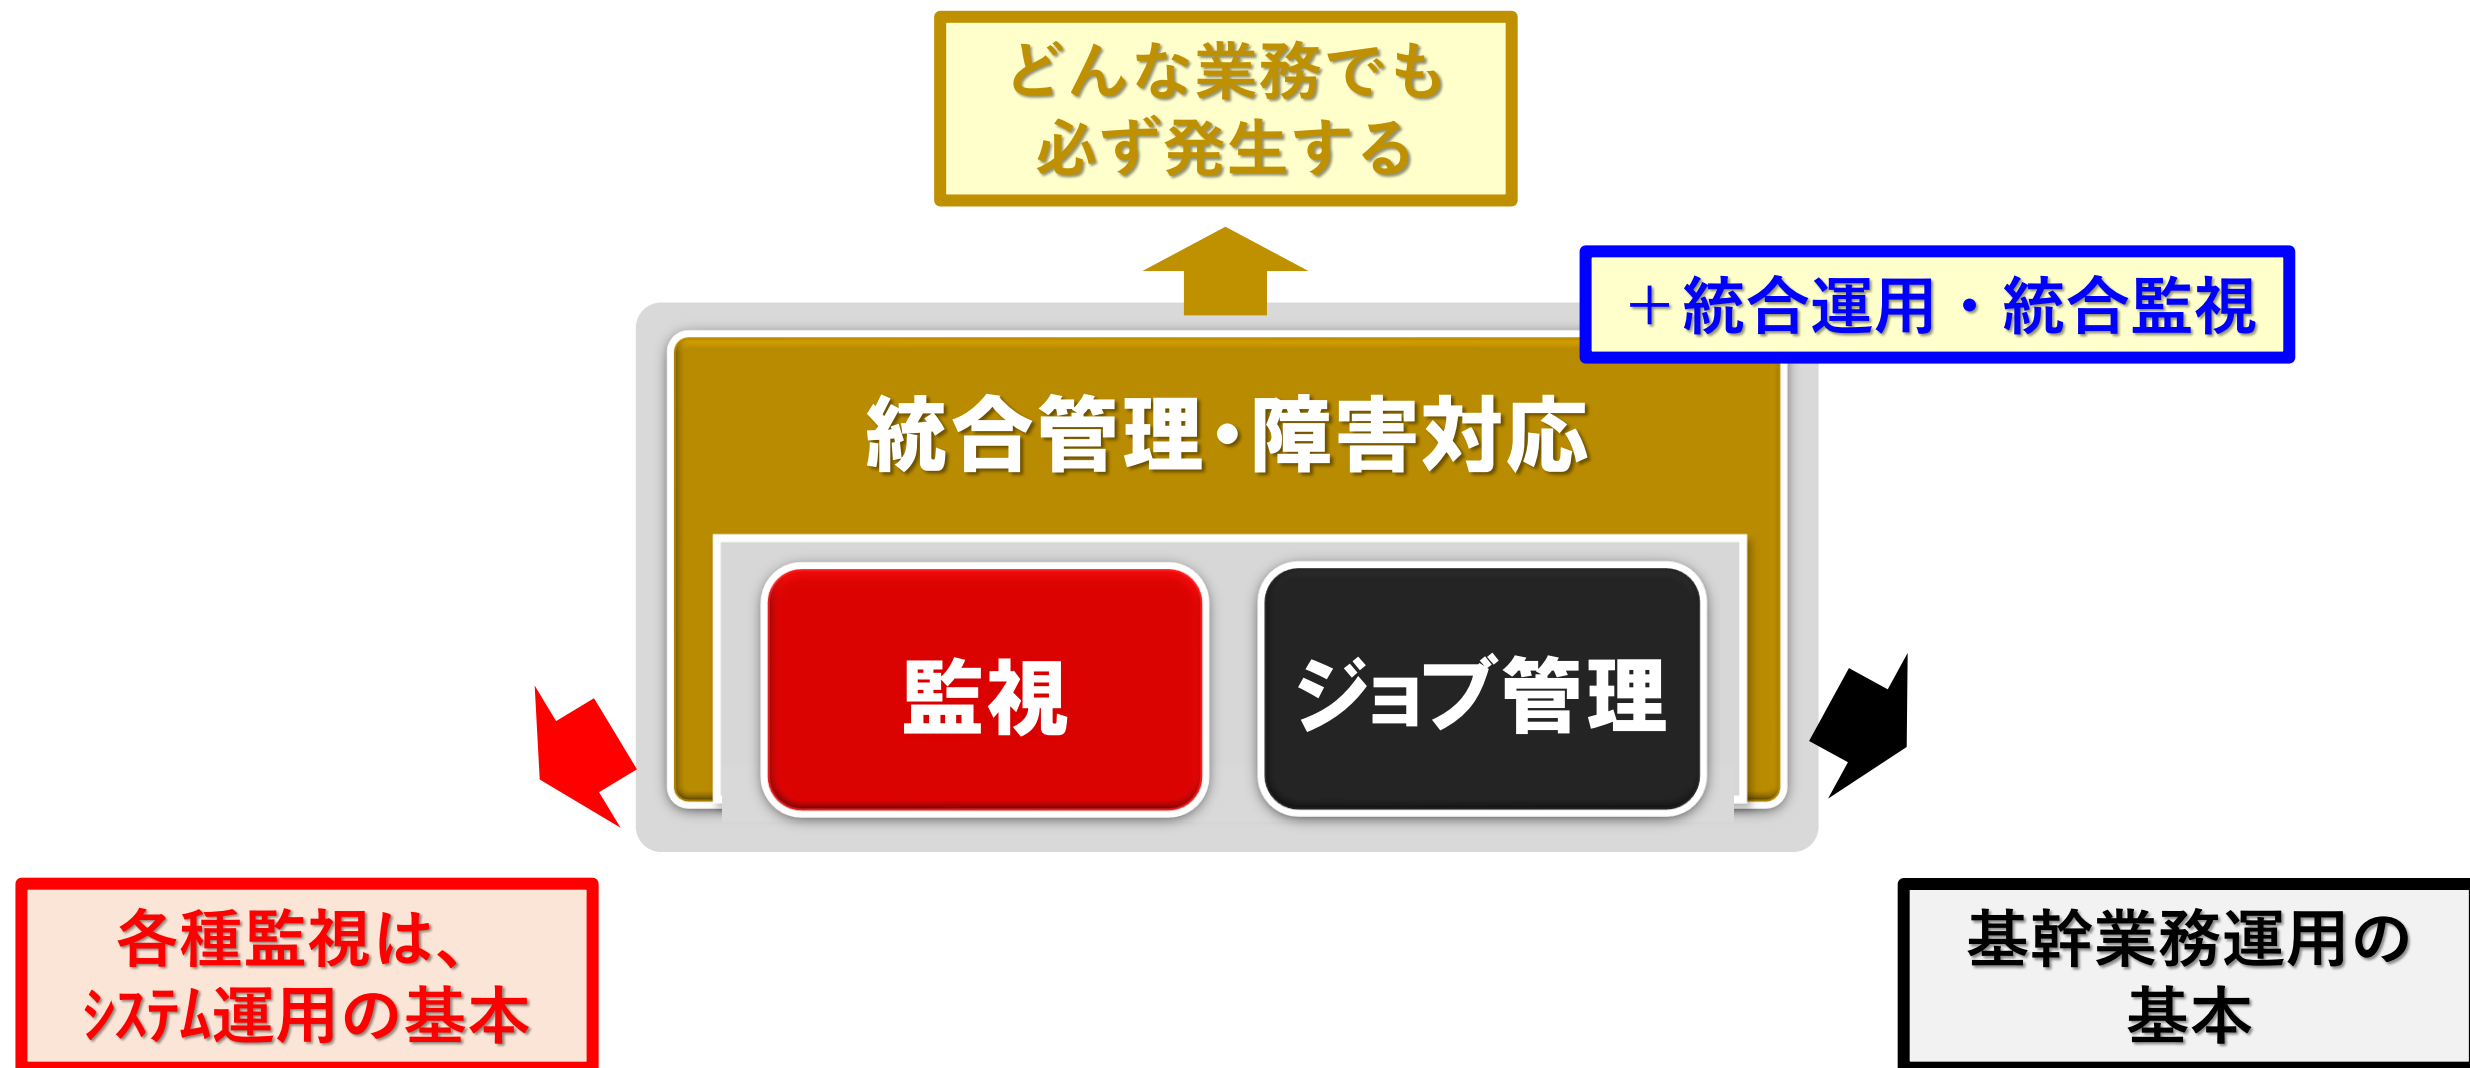 どんな業務でも
必ず発生する
＋統合運用・統合監視
統合管理・障害対応
監視
ジョブ管理
各種監視は、
ｼｽﾃﾑ運用の基本
基幹業務運用の
基本